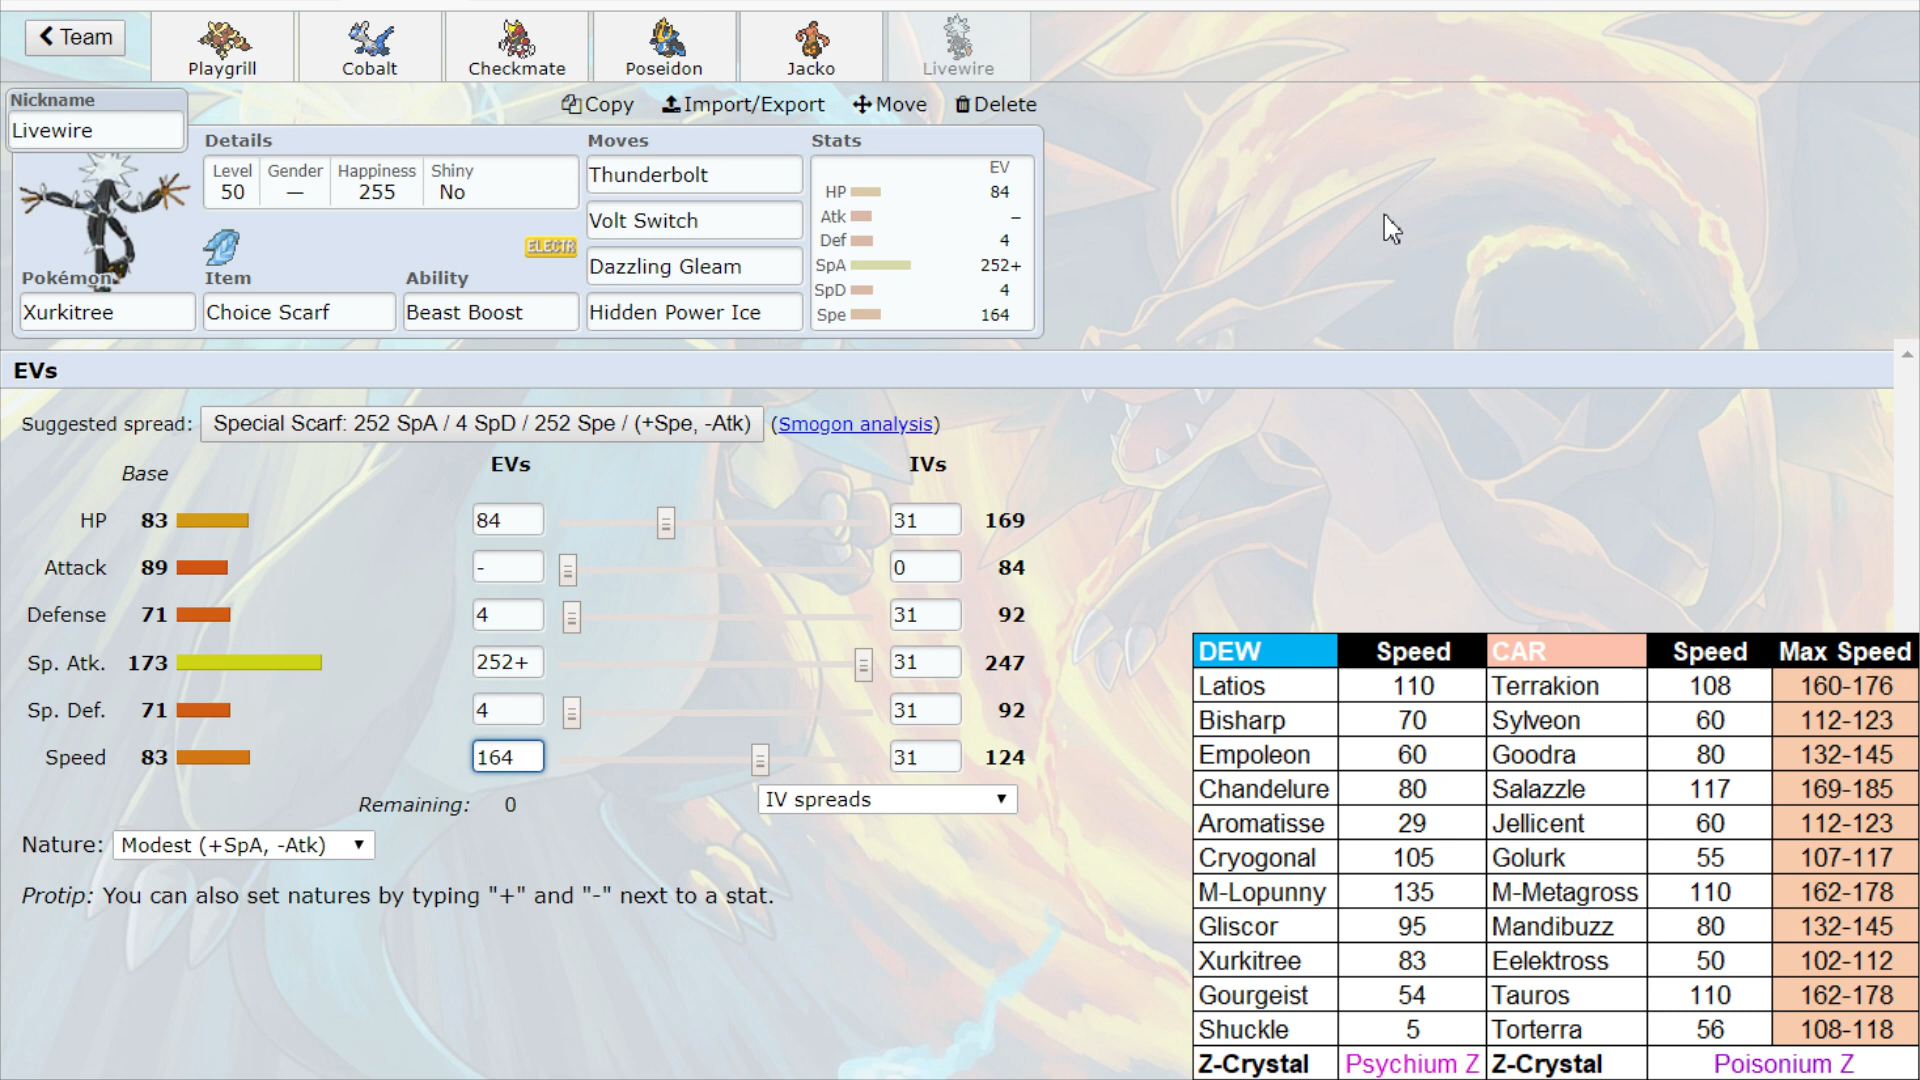 Team
Playgrill
Cobalt
Checkmate
Poseidon
Jacko
Livewire
Nickname
Livewire
Copy Import/Export Move Delete
Details
Level 50
Gender —
Happiness 255
Shiny No
ELECTR
Pokémon
Xurkitree
Item
Choice Scarf
Ability
Beast Boost
Moves
Thunderbolt
Volt Switch
Dazzling Gleam
Hidden Power Ice
Stats
EV
HP 84
Atk –
Def 4
SpA 252+
SpD 4
Spe 164
EVs
Suggested spread: Special Scarf: 252 SpA / 4 SpD / 252 Spe / (+Spe, -Atk) (Smogon analysis)
Base EVs IVs
HP 83 84 31 169
Attack 89 - 0 84
Defense 71 4 31 92
Sp. Atk. 173 252+ 31 247
Sp. Def. 71 4 31 92
Speed 83 164 31 124
Remaining: 0
IV spreads
Nature: Modest (+SpA, -Atk)
Protip: You can also set natures by typing "+" and "-" next to a stat.
DEW Speed CAR Speed Max Speed
Latios 110 Terrakion 108 160-176
Bisharp 70 Sylveon 60 112-123
Empoleon 60 Goodra 80 132-145
Chandelure 80 Salazzle 117 169-185
Aromatisse 29 Jellicent 60 112-123
Cryogonal 105 Golurk 55 107-117
M-Lopunny 135 M-Metagross 110 162-178
Gliscor 95 Mandibuzz 80 132-145
Xurkitree 83 Eelektross 50 102-112
Gourgeist 54 Tauros 110 162-178
Shuckle 5 Torterra 56 108-118
Z-Crystal Psychium Z Z-Crystal Poisonium Z